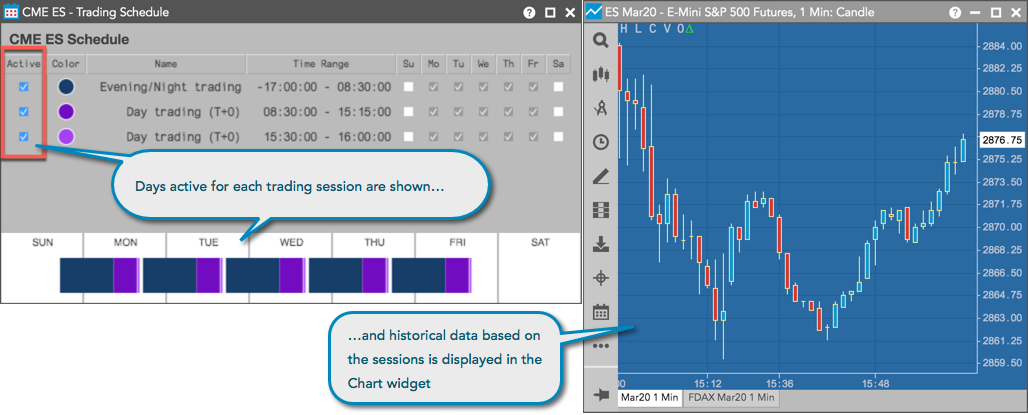 CME ES - Trading Schedule
CME ES Schedule
Active Color Name Time Range Su Mo Tu We Th Fr Sa
Evening/Night trading -17:00:00 - 08:30:00
Day trading (T+0) 08:30:00 - 15:15:00
Day trading (T+0) 15:30:00 - 16:00:00
Days active for each trading session are shown…
SUN MON TUE WED THU FRI SAT
…and historical data based on
the sessions is displayed in the
Chart widget
ES Mar20 - E-Mini S&P 500 Futures, 1 Min: Candle
H L C V O Δ
2884.00
2882.25
2880.50
2878.75
2876.75
2875.25
2873.50
2871.75
2870.00
2868.25
2866.50
2864.75
2863.00
2861.25
2859.50
:00 15:12 15:36 15:48
Mar20 1 Min FDAX Mar20 1 Min